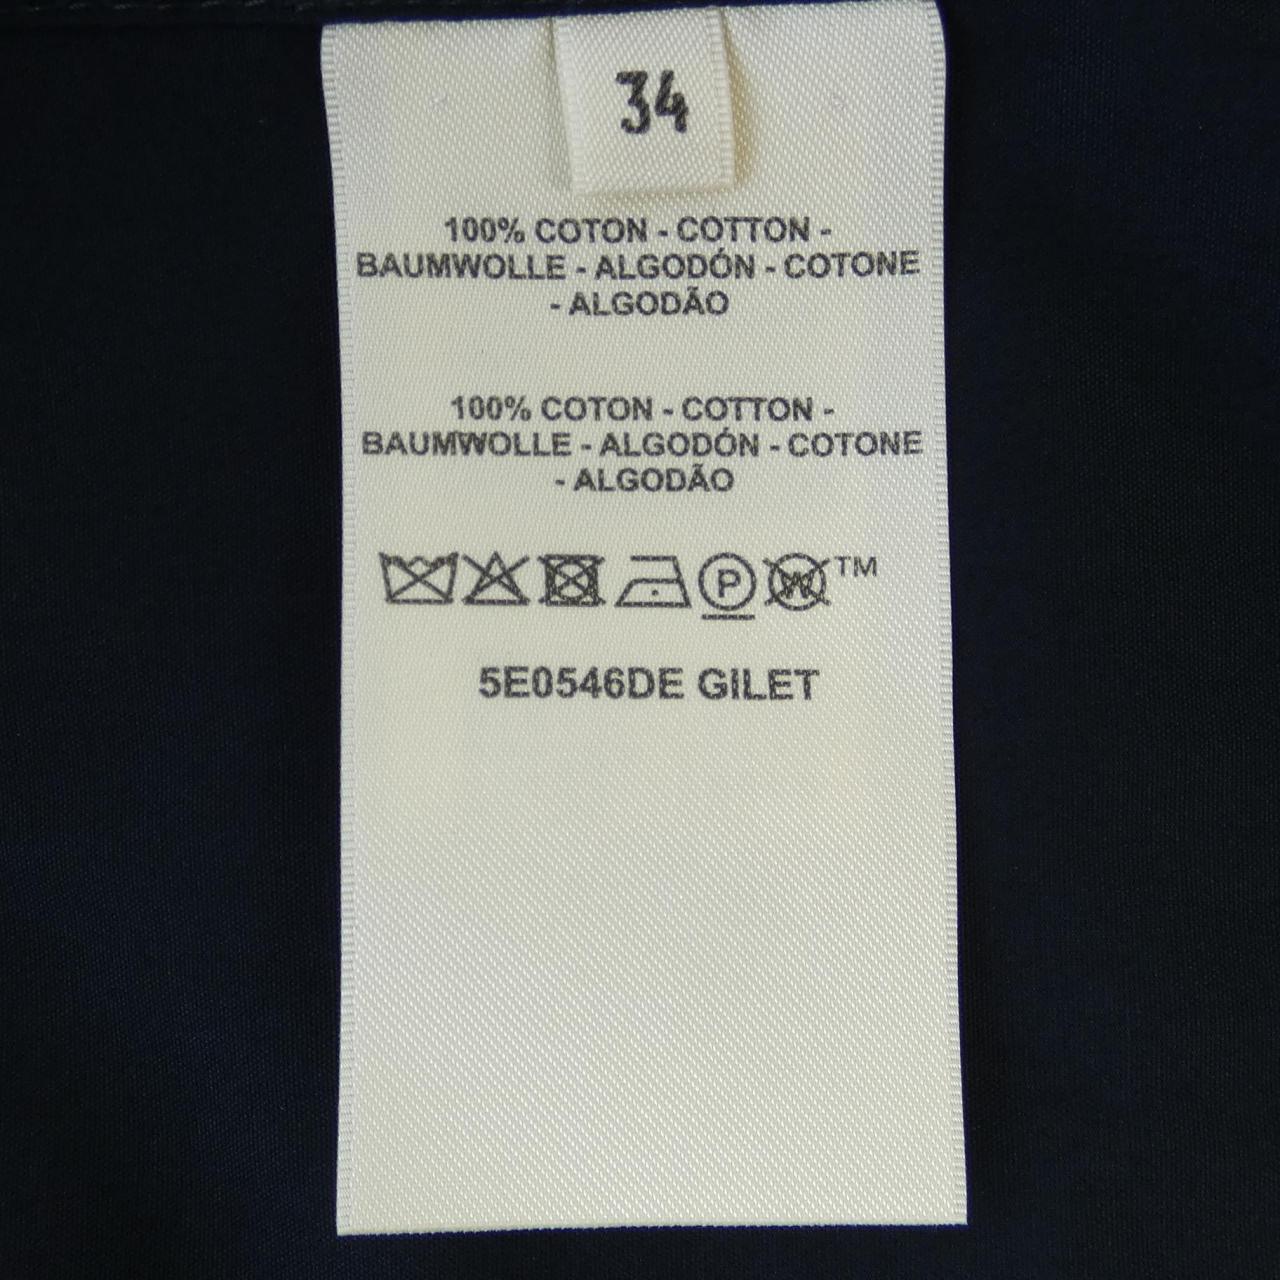 34
100% COTON - COTTON -
BAUMWOLLE - ALGODÓN - COTONE
- ALGODÃO
100% COTON - COTTON -
BAUMWOLLE - ALGODÓN - COTONE
- ALGODÃO
P W TM
5E0546DE GILET